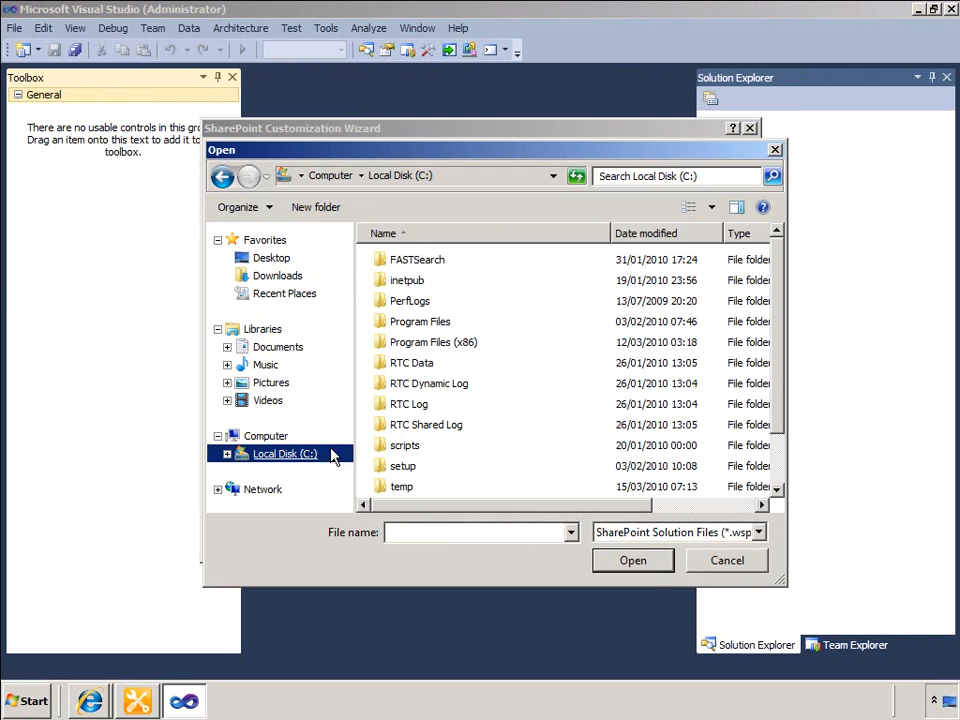 Microsoft Visual Studio (Administrator)
File Edit View Debug Team Data Tools Architecture Test Analyze Window Help
Toolbox
General
There are no usable controls in this gro
Drag an item onto this text to add it to
toolbox.
Solution Explorer
SharePoint Customization Wizard
Open
Computer Local Disk (C:)
Search Local Disk (C:)
Organize New folder
Name Date modified Type
Favorites
Desktop
Downloads
Recent Places
Libraries
Documents
Music
Pictures
Videos
Computer
Local Disk (C:)
Network
FASTSearch 31/01/2010 17:24 File folder
inetpub 19/01/2010 23:56 File folder
PerfLogs 13/07/2009 20:20 File folder
Program Files 03/02/2010 07:46 File folder
Program Files (x86) 12/03/2010 03:18 File folder
RTC Data 26/01/2010 13:05 File folder
RTC Dynamic Log 26/01/2010 13:04 File folder
RTC Log 26/01/2010 13:04 File folder
RTC Shared Log 26/01/2010 13:05 File folder
scripts 20/01/2010 00:00 File folder
setup 03/02/2010 10:08 File folder
temp 15/03/2010 07:13 File folder
File name:
SharePoint Solution Files (*.wsp
Open Cancel
Solution Explorer Team Explorer
Start